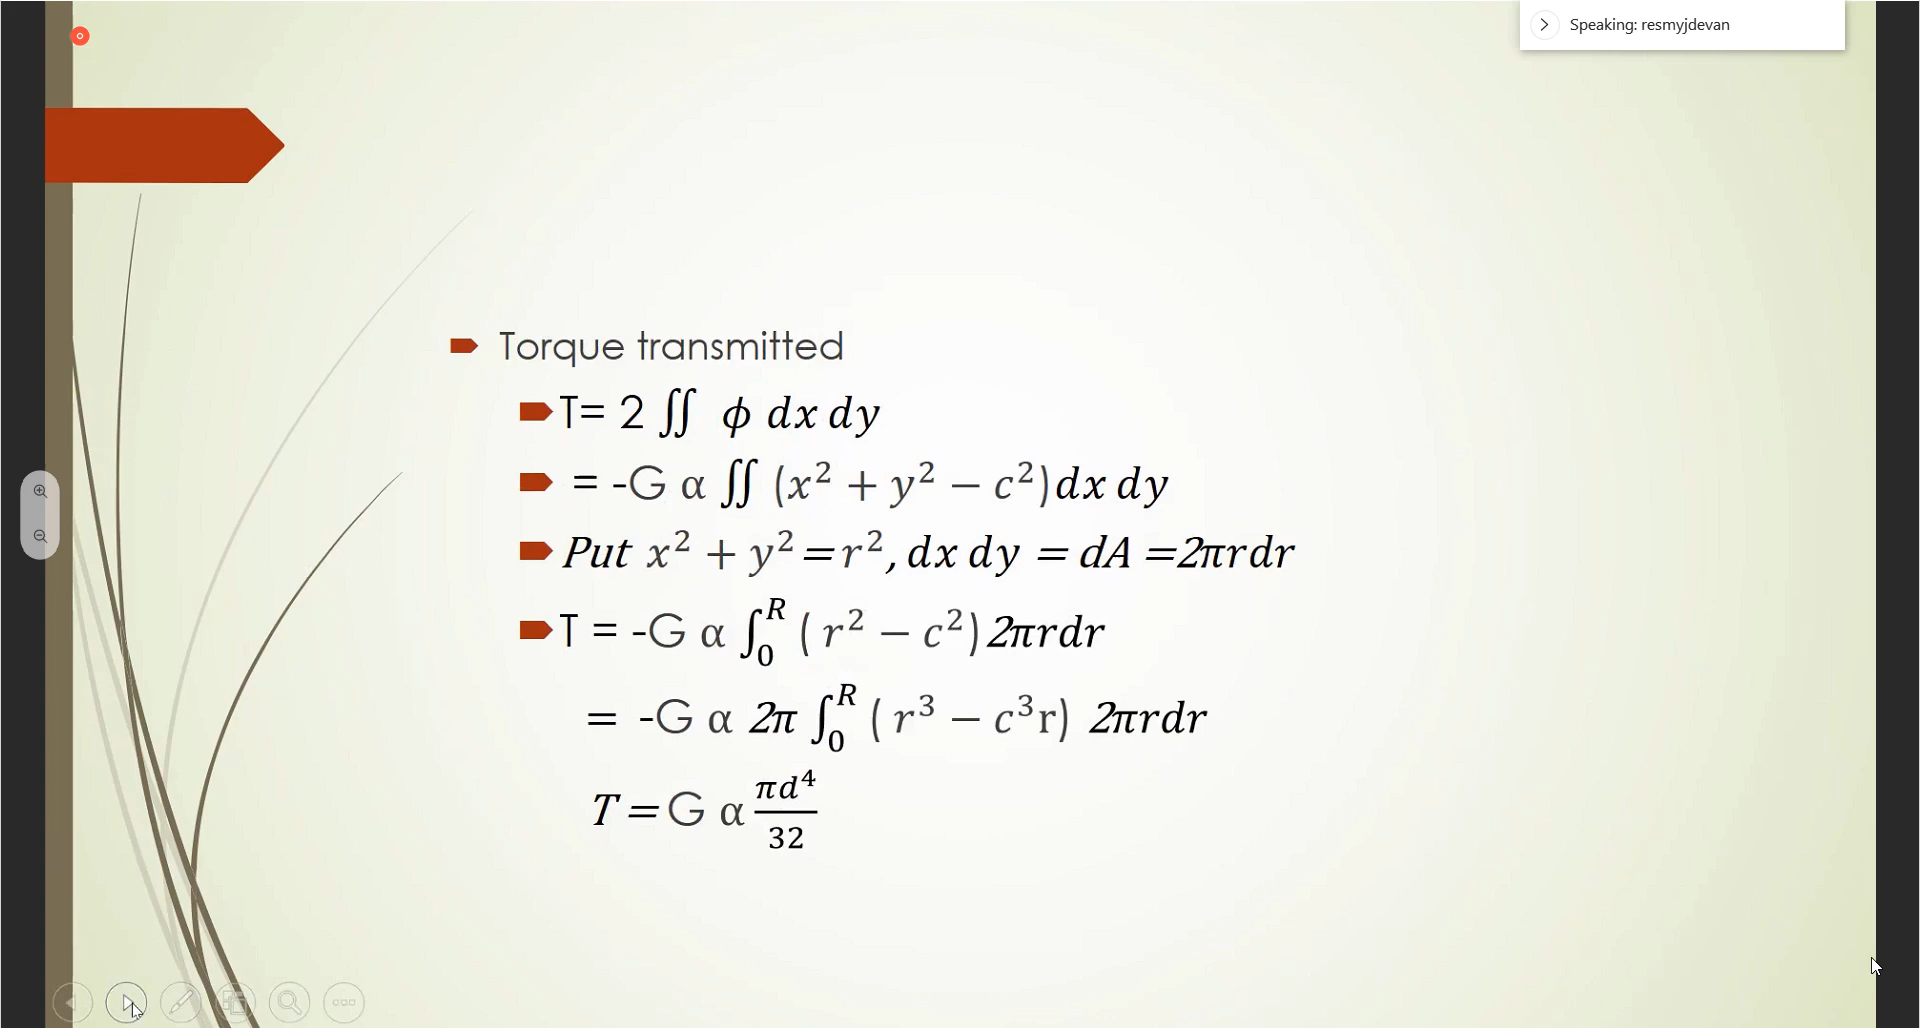 Speaking: resmyjdevan
Torque transmitted
T= 2 ∬ ϕ dx dy
= -G α ∬ (x² + y² − c²)dx dy
Put x² + y²=r², dx dy = dA =2πrdr
T = -G α ∫₀ᴿ ( r² − c²)2πrdr
= -G α 2π ∫₀ᴿ ( r³ − c³r) 2πrdr
T = G α πd⁴/32